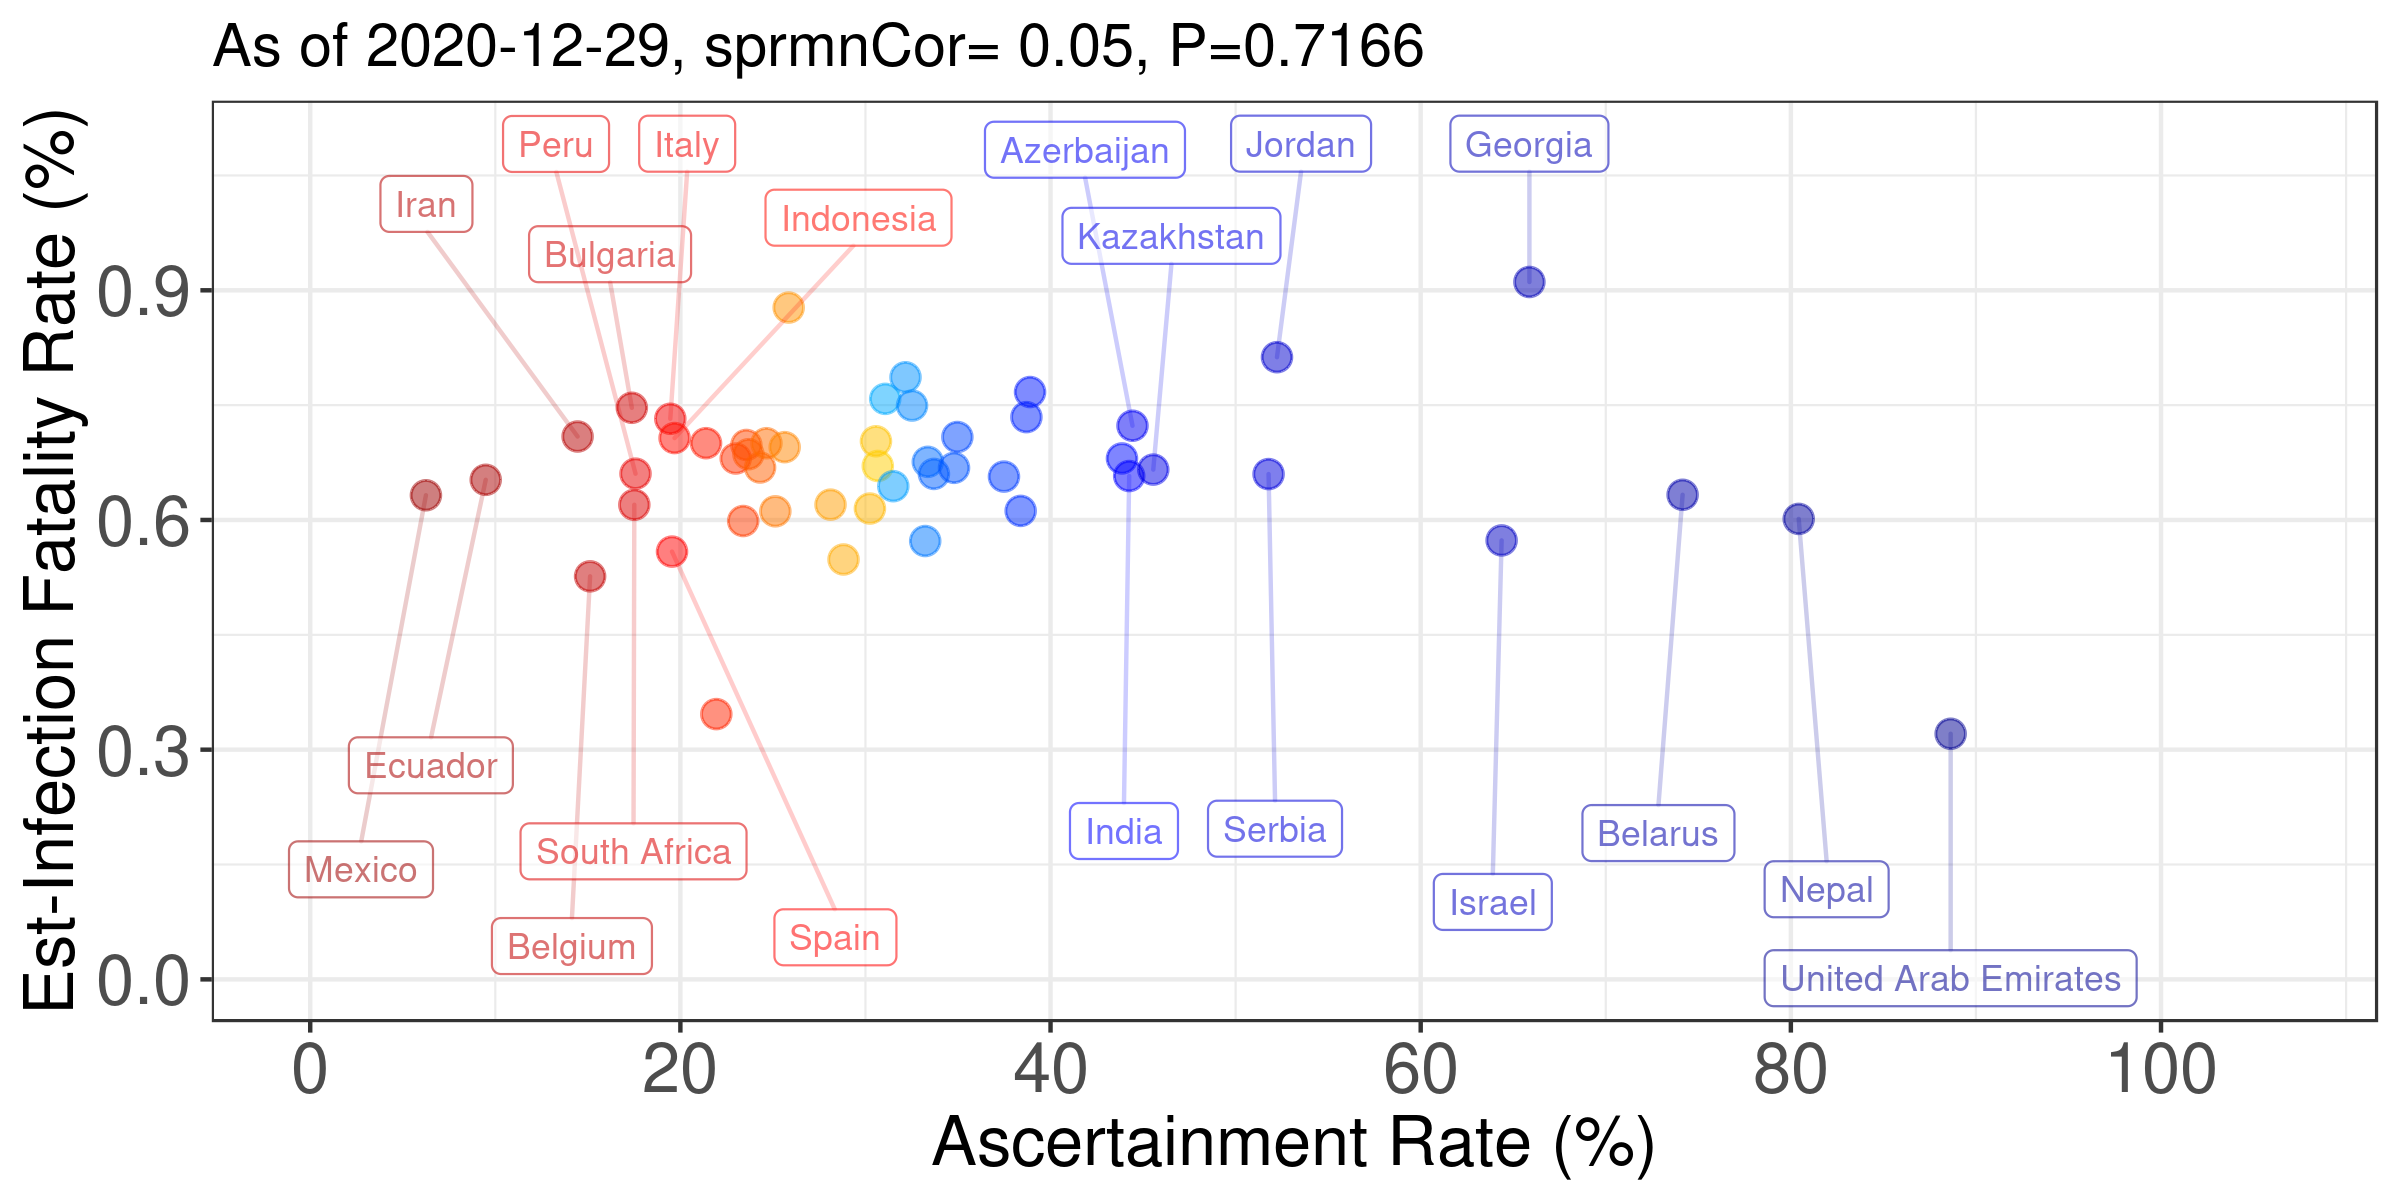 As of 2020-12-29, sprmnCor= 0.05, P=0.7166
Est-Infection Fatality Rate (%)
0.9
0.6
0.3
0.0
Peru
Italy
Azerbaijan
Jordan
Georgia
Iran
Indonesia
Kazakhstan
Bulgaria
Ecuador
India
Serbia
Belarus
South Africa
Mexico
Nepal
Israel
Spain
Belgium
United Arab Emirates
0
20
40
60
80
100
Ascertainment Rate (%)